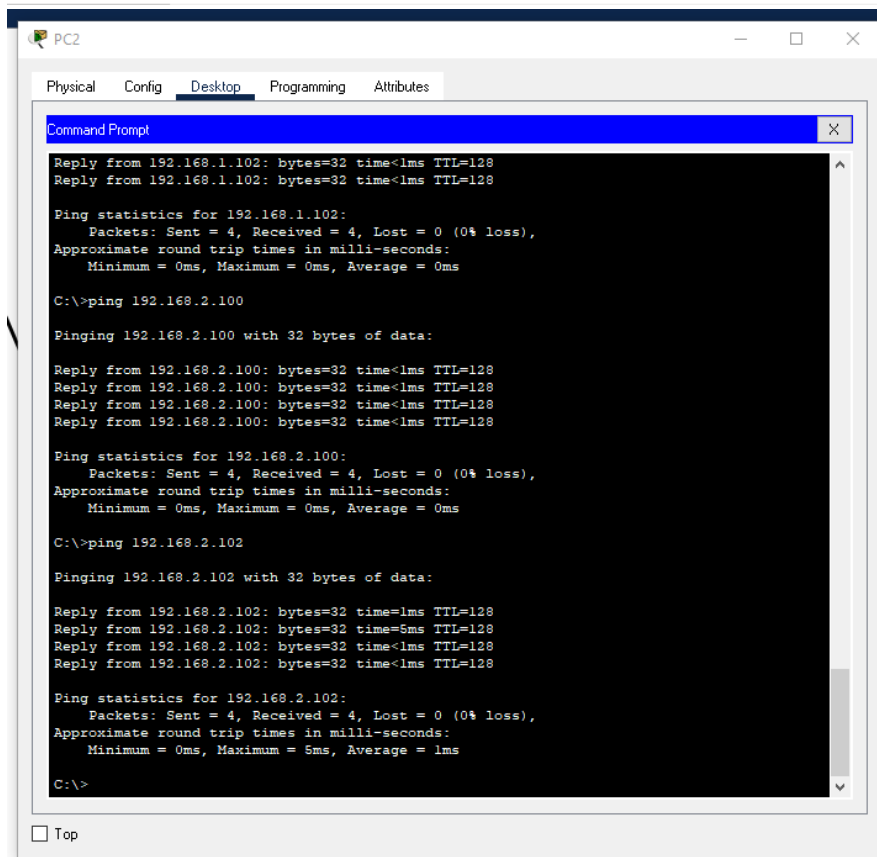 PC2
Physical Config Desktop Programming Attributes
Command Prompt X
Reply from 192.168.1.102: bytes=32 time<1ms TTL=128
Reply from 192.168.1.102: bytes=32 time<1ms TTL=128
Ping statistics for 192.168.1.102:
Packets: Sent = 4, Received = 4, Lost = 0 (0% loss),
Approximate round trip times in milli-seconds:
Minimum = 0ms, Maximum = 0ms, Average = 0ms
C:\>ping 192.168.2.100
Pinging 192.168.2.100 with 32 bytes of data:
Reply from 192.168.2.100: bytes=32 time<1ms TTL=128
Reply from 192.168.2.100: bytes=32 time<1ms TTL=128
Reply from 192.168.2.100: bytes=32 time<1ms TTL=128
Reply from 192.168.2.100: bytes=32 time<1ms TTL=128
Ping statistics for 192.168.2.100:
Packets: Sent = 4, Received = 4, Lost = 0 (0% loss),
Approximate round trip times in milli-seconds:
Minimum = 0ms, Maximum = 0ms, Average = 0ms
C:\>ping 192.168.2.102
Pinging 192.168.2.102 with 32 bytes of data:
Reply from 192.168.2.102: bytes=32 time=1ms TTL=128
Reply from 192.168.2.102: bytes=32 time=5ms TTL=128
Reply from 192.168.2.102: bytes=32 time<1ms TTL=128
Reply from 192.168.2.102: bytes=32 time<1ms TTL=128
Ping statistics for 192.168.2.102:
Packets: Sent = 4, Received = 4, Lost = 0 (0% loss),
Approximate round trip times in milli-seconds:
Minimum = 0ms, Maximum = 5ms, Average = 1ms
C:\>
Top